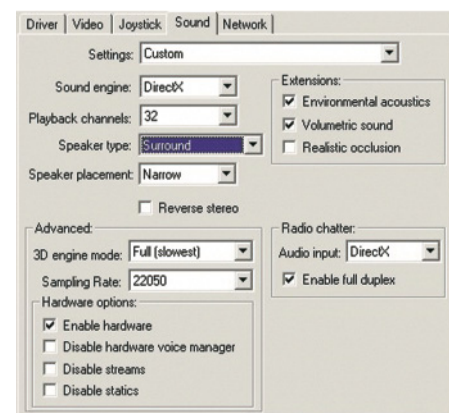 Driver Video Joystick Sound Network
Settings: Custom
Sound engine: DirectX
Playback channels: 32
Speaker type: Surround
Speaker placement: Narrow
Reverse stereo
Extensions:
Environmental acoustics
Volumetric sound
Realistic occlusion
Advanced:
3D engine mode: Full (slowest)
Sampling Rate: 22050
Hardware options:
Enable hardware
Disable hardware voice manager
Disable streams
Disable statics
Radio chatter:
Audio input: DirectX
Enable full duplex